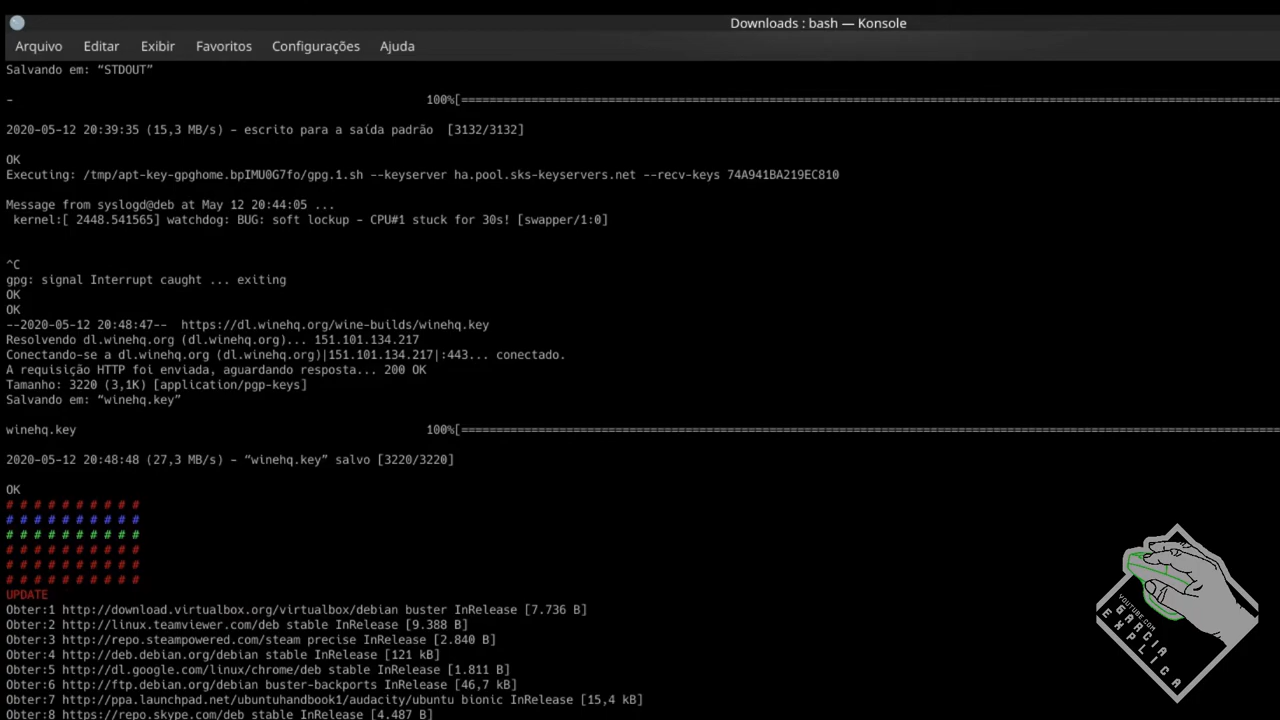 Downloads : bash — Konsole
Arquivo Editar Exibir Favoritos Configurações Ajuda
Salvando em: “STDOUT”
- 100%[==========================================================================================================
2020-05-12 20:39:35 (15,3 MB/s) - escrito para a saída padrão [3132/3132]
OK
Executing: /tmp/apt-key-gpghome.bpIMU0G7fo/gpg.1.sh --keyserver ha.pool.sks-keyservers.net --recv-keys 74A941BA219EC810
Message from syslogd@deb at May 12 20:44:05 ...
kernel:[ 2448.541565] watchdog: BUG: soft lockup - CPU#1 stuck for 30s! [swapper/1:0]
^C
gpg: signal Interrupt caught ... exiting
OK
OK
--2020-05-12 20:48:47-- https://dl.winehq.org/wine-builds/winehq.key
Resolvendo dl.winehq.org (dl.winehq.org)... 151.101.134.217
Conectando-se a dl.winehq.org (dl.winehq.org)|151.101.134.217|:443... conectado.
A requisição HTTP foi enviada, aguardando resposta... 200 OK
Tamanho: 3220 (3,1K) [application/pgp-keys]
Salvando em: “winehq.key”
winehq.key 100%[==========================================================================================================
2020-05-12 20:48:48 (27,3 MB/s) - “winehq.key” salvo [3220/3220]
OK
# # # # # # # # # #
# # # # # # # # # #
# # # # # # # # # #
# # # # # # # # # #
# # # # # # # # # #
# # # # # # # # # #
UPDATE
Obter:1 http://download.virtualbox.org/virtualbox/debian buster InRelease [7.736 B]
Obter:2 http://linux.teamviewer.com/deb stable InRelease [9.388 B]
Obter:3 http://repo.steampowered.com/steam precise InRelease [2.840 B]
Obter:4 http://deb.debian.org/debian stable InRelease [121 kB]
Obter:5 http://dl.google.com/linux/chrome/deb stable InRelease [1.811 B]
Obter:6 http://ftp.debian.org/debian buster-backports InRelease [46,7 kB]
Obter:7 http://ppa.launchpad.net/ubuntuhandbook1/audacity/ubuntu bionic InRelease [15,4 kB]
Obter:8 https://repo.skype.com/deb stable InRelease [4.487 B]
YOUTUBE.COM
GARCIA
EXPLICA